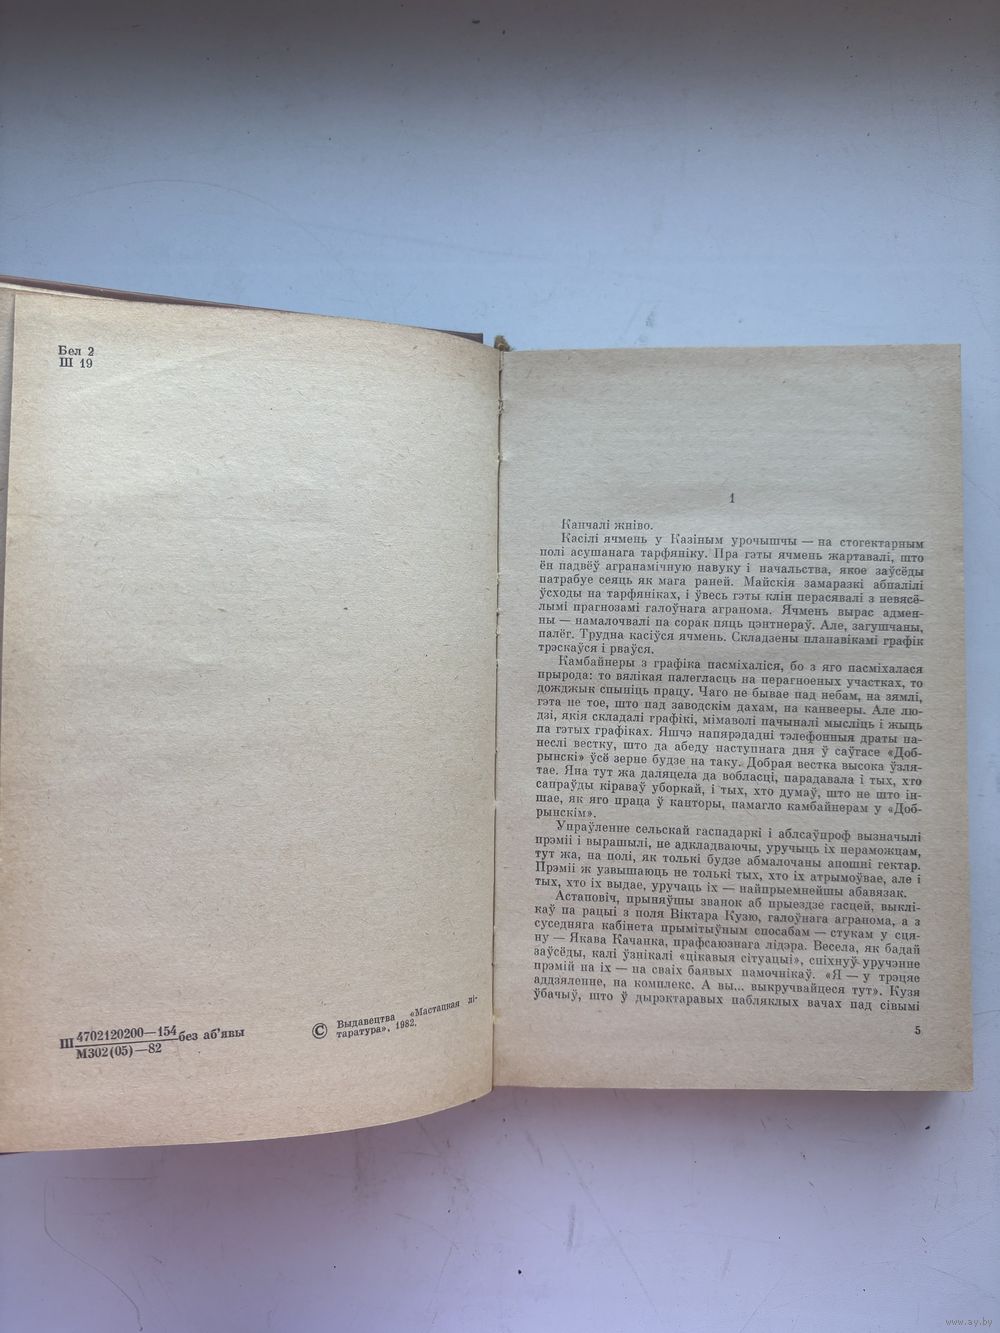 Бел 2
Ш 19
Ш 4702120200—154 без аб'явы
М302(05)—82
© Выдавецтва «Мастацкая лі-
таратура», 1982.
1
Канчалі жніво.
Касілі ячмень у Казіным урочышчы — на стогектарным
полі асушанага тарфяніку. Пра гэты ячмень жартавалі, што
ён падвёў агранамічную навуку і начальства, якое заўсёды
патрабуе сеяць як мага раней. Майскія замаразкі абпалілі
ўсходы на тарфяніках, і ўвесь гэты клін перасявалі з невясё-
лымі прагнозамі галоўнага агранома. Ячмень вырас адмен-
ны — намалочвалі па сорак пяць цэнтнераў. Але, загушчаны,
палёг. Трудна касіўся ячмень. Складзены планавікамі графік
трэскаўся і рваўся.
Камбайнеры з графіка пасміхаліся, бо з яго пасміхалася
прырода: то вялікая палегласць на перагноеных участках, то
дожджык спыніць працу. Чаго не бывае пад небам, на зямлі,
гэта не тое, што пад заводскім дахам, на канвееры. Але лю-
дзі, якія складалі графікі, мімаволі пачыналі мысліць і жыць
па гэтых графіках. Яшчэ напярэдадні тэлефонныя драты па-
неслі вестку, што да абеду наступнага дня ў саўгасе «Доб-
рынскі» ўсё зерне будзе на таку. Добрая вестка высока ўзля-
тае. Яна тут жа даляцела да вобласці, парадавала і тых, хто
сапраўды кіраваў уборкай, і тых, хто думаў, што не што ін-
шае, як яго праца ў канторы, памагло камбайнерам у «Доб-
рынскім».
Упраўленне сельскай гаспадаркі і аблсаўпроф вызначылі
прэміі і вырашылі, не адкладваючы, уручыць іх пераможцам,
тут жа, на полі, як толькі будзе абмалочаны апошні гектар.
Прэміі ж узвышаюць не толькі тых, хто іх атрымоўвае, але і
тых, хто іх выдае, уручаць іх — найпрыемнейшы абавязак.
Астаповіч, прыняўшы званок аб прыездзе гасцей, выклі-
каў па рацыі з поля Віктара Кузю, галоўнага агранома, а з
суседняга кабінета прымітыўным спосабам — стукам у сця-
ну — Якава Качанка, прафсаюзнага лідэра. Весела, як бадай
заўсёды, калі ўзнікалі «цікавыя сітуацыі», спіхнуў уручэнне
прэмій на іх — на сваіх баявых памочнікаў. «Я — у трэцяе
аддзяленне, на комплекс. А вы... выкручвайцеся тут». Кузя
ўбачыў, што ў дырэктаравых пабляклых вачах пад сівымі
5
www.ay.by